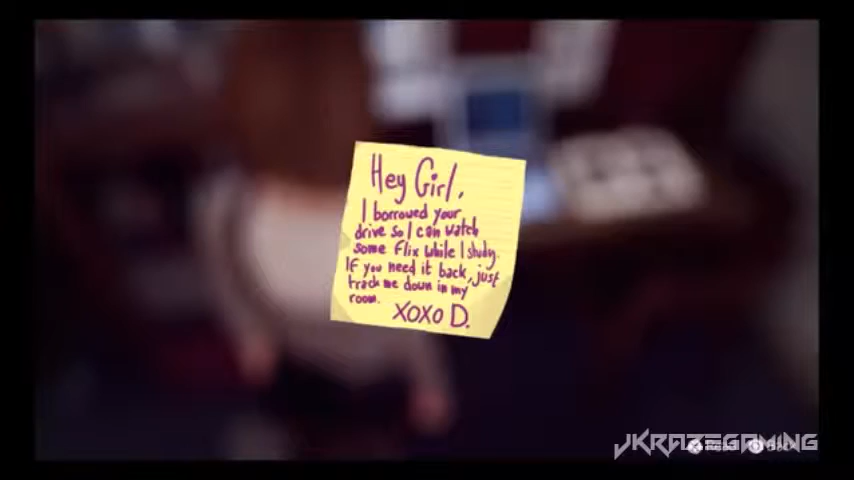 Hey Girl,
I borrowed your
drive so I can watch
some Flix while I study.
If you need it back, just
track me down in my
room.
XOXO D.
JKRAZEGAMING